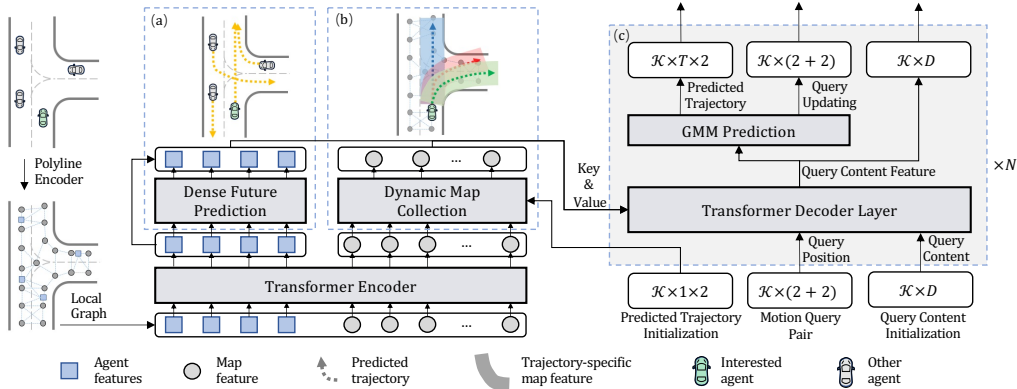 (a)
(b)
(c)
Polyline
Encoder
Local
Graph
Dense Future
Prediction
Dynamic Map
Collection
...
...
...
Transformer Encoder
Key
&
Value
𝒦×T×2
𝒦×(2 + 2)
𝒦×D
Predicted
Trajectory
Query
Updating
GMM Prediction
Query Content Feature
×N
Transformer Decoder Layer
Query
Position
Query
Content
𝒦×1×2
𝒦×(2 + 2)
𝒦×D
Predicted Trajectory
Initialization
Motion Query
Pair
Query Content
Initialization
Agent
features
Map
feature
Predicted
trajectory
Trajectory-specific
map feature
Interested
agent
Other
agent